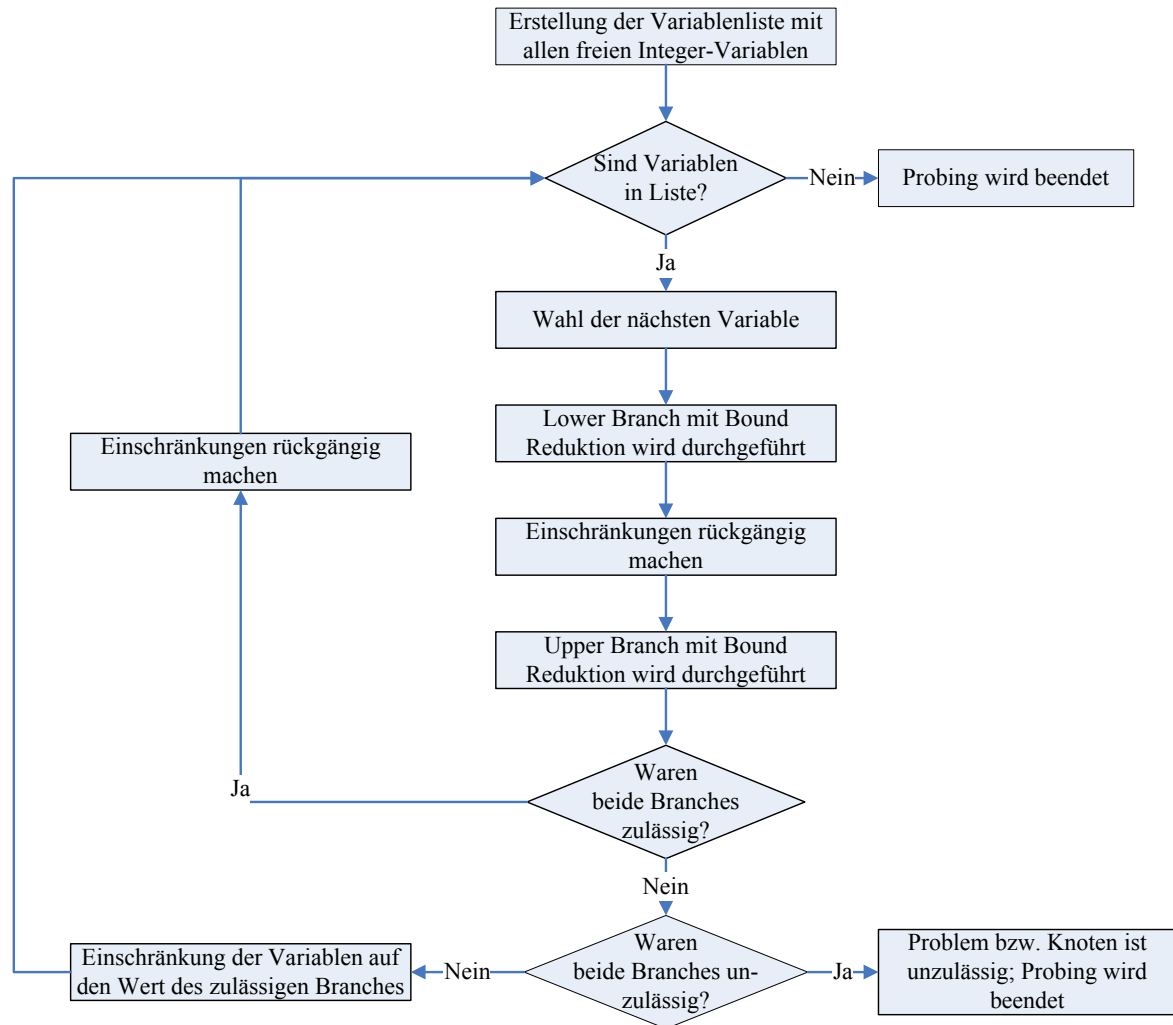 Erstellung der Variablenliste mit
allen freien Integer-Variablen
Sind Variablen
in Liste?
Nein
Probing wird beendet
Ja
Wahl der nächsten Variable
Lower Branch mit Bound
Reduktion wird durchgeführt
Einschränkungen rückgängig
machen
Einschränkungen rückgängig
machen
Upper Branch mit Bound
Reduktion wird durchgeführt
Waren
beide Branches
zulässig?
Ja
Nein
Waren
beide Branches un-
zulässig?
Nein
Einschränkung der Variablen auf
den Wert des zulässigen Branches
Ja
Problem bzw. Knoten ist
unzulässig; Probing wird
beendet